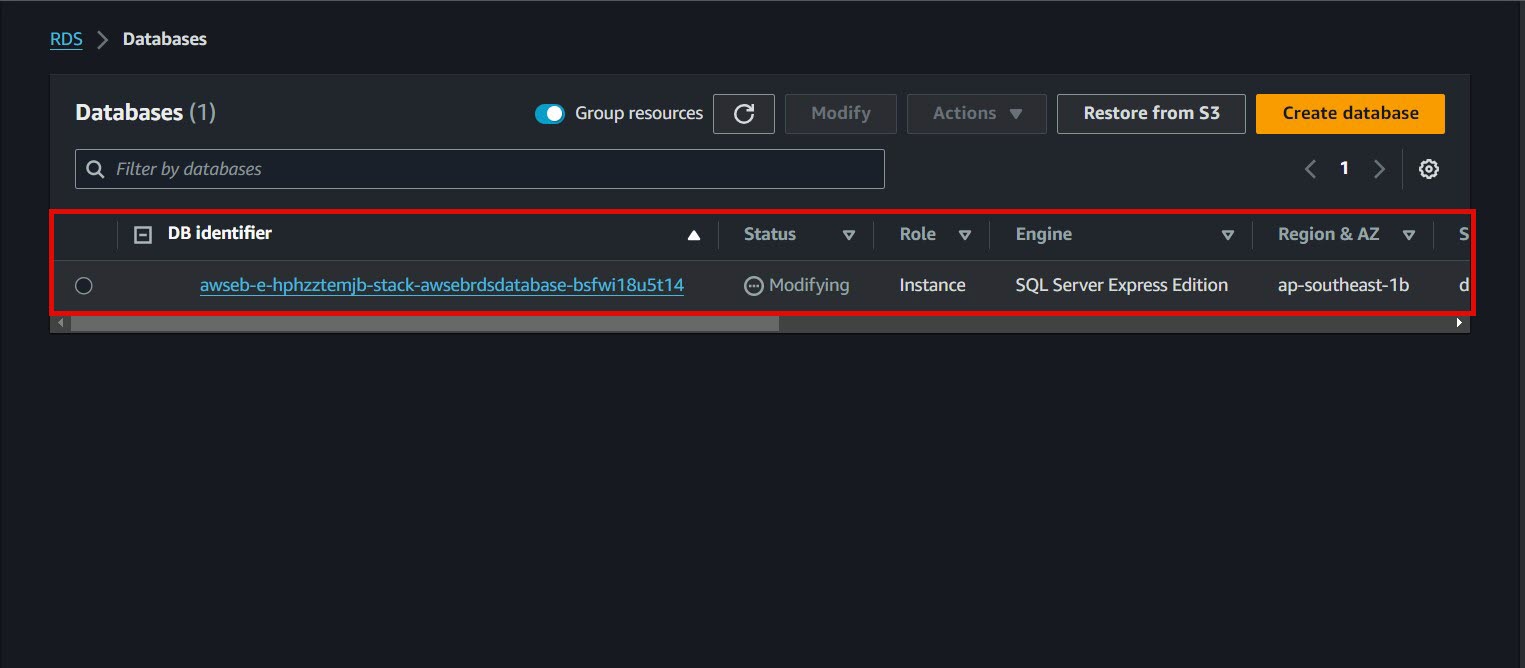 RDS > Databases
Databases (1) Group resources Modify Actions Restore from S3 Create database
Filter by databases 1
DB identifier Status Role Engine Region & AZ S
awseb-e-hphzztemjb-stack-awsebrdsdatabase-bsfwi18u5t14 Modifying Instance SQL Server Express Edition ap-southeast-1b d